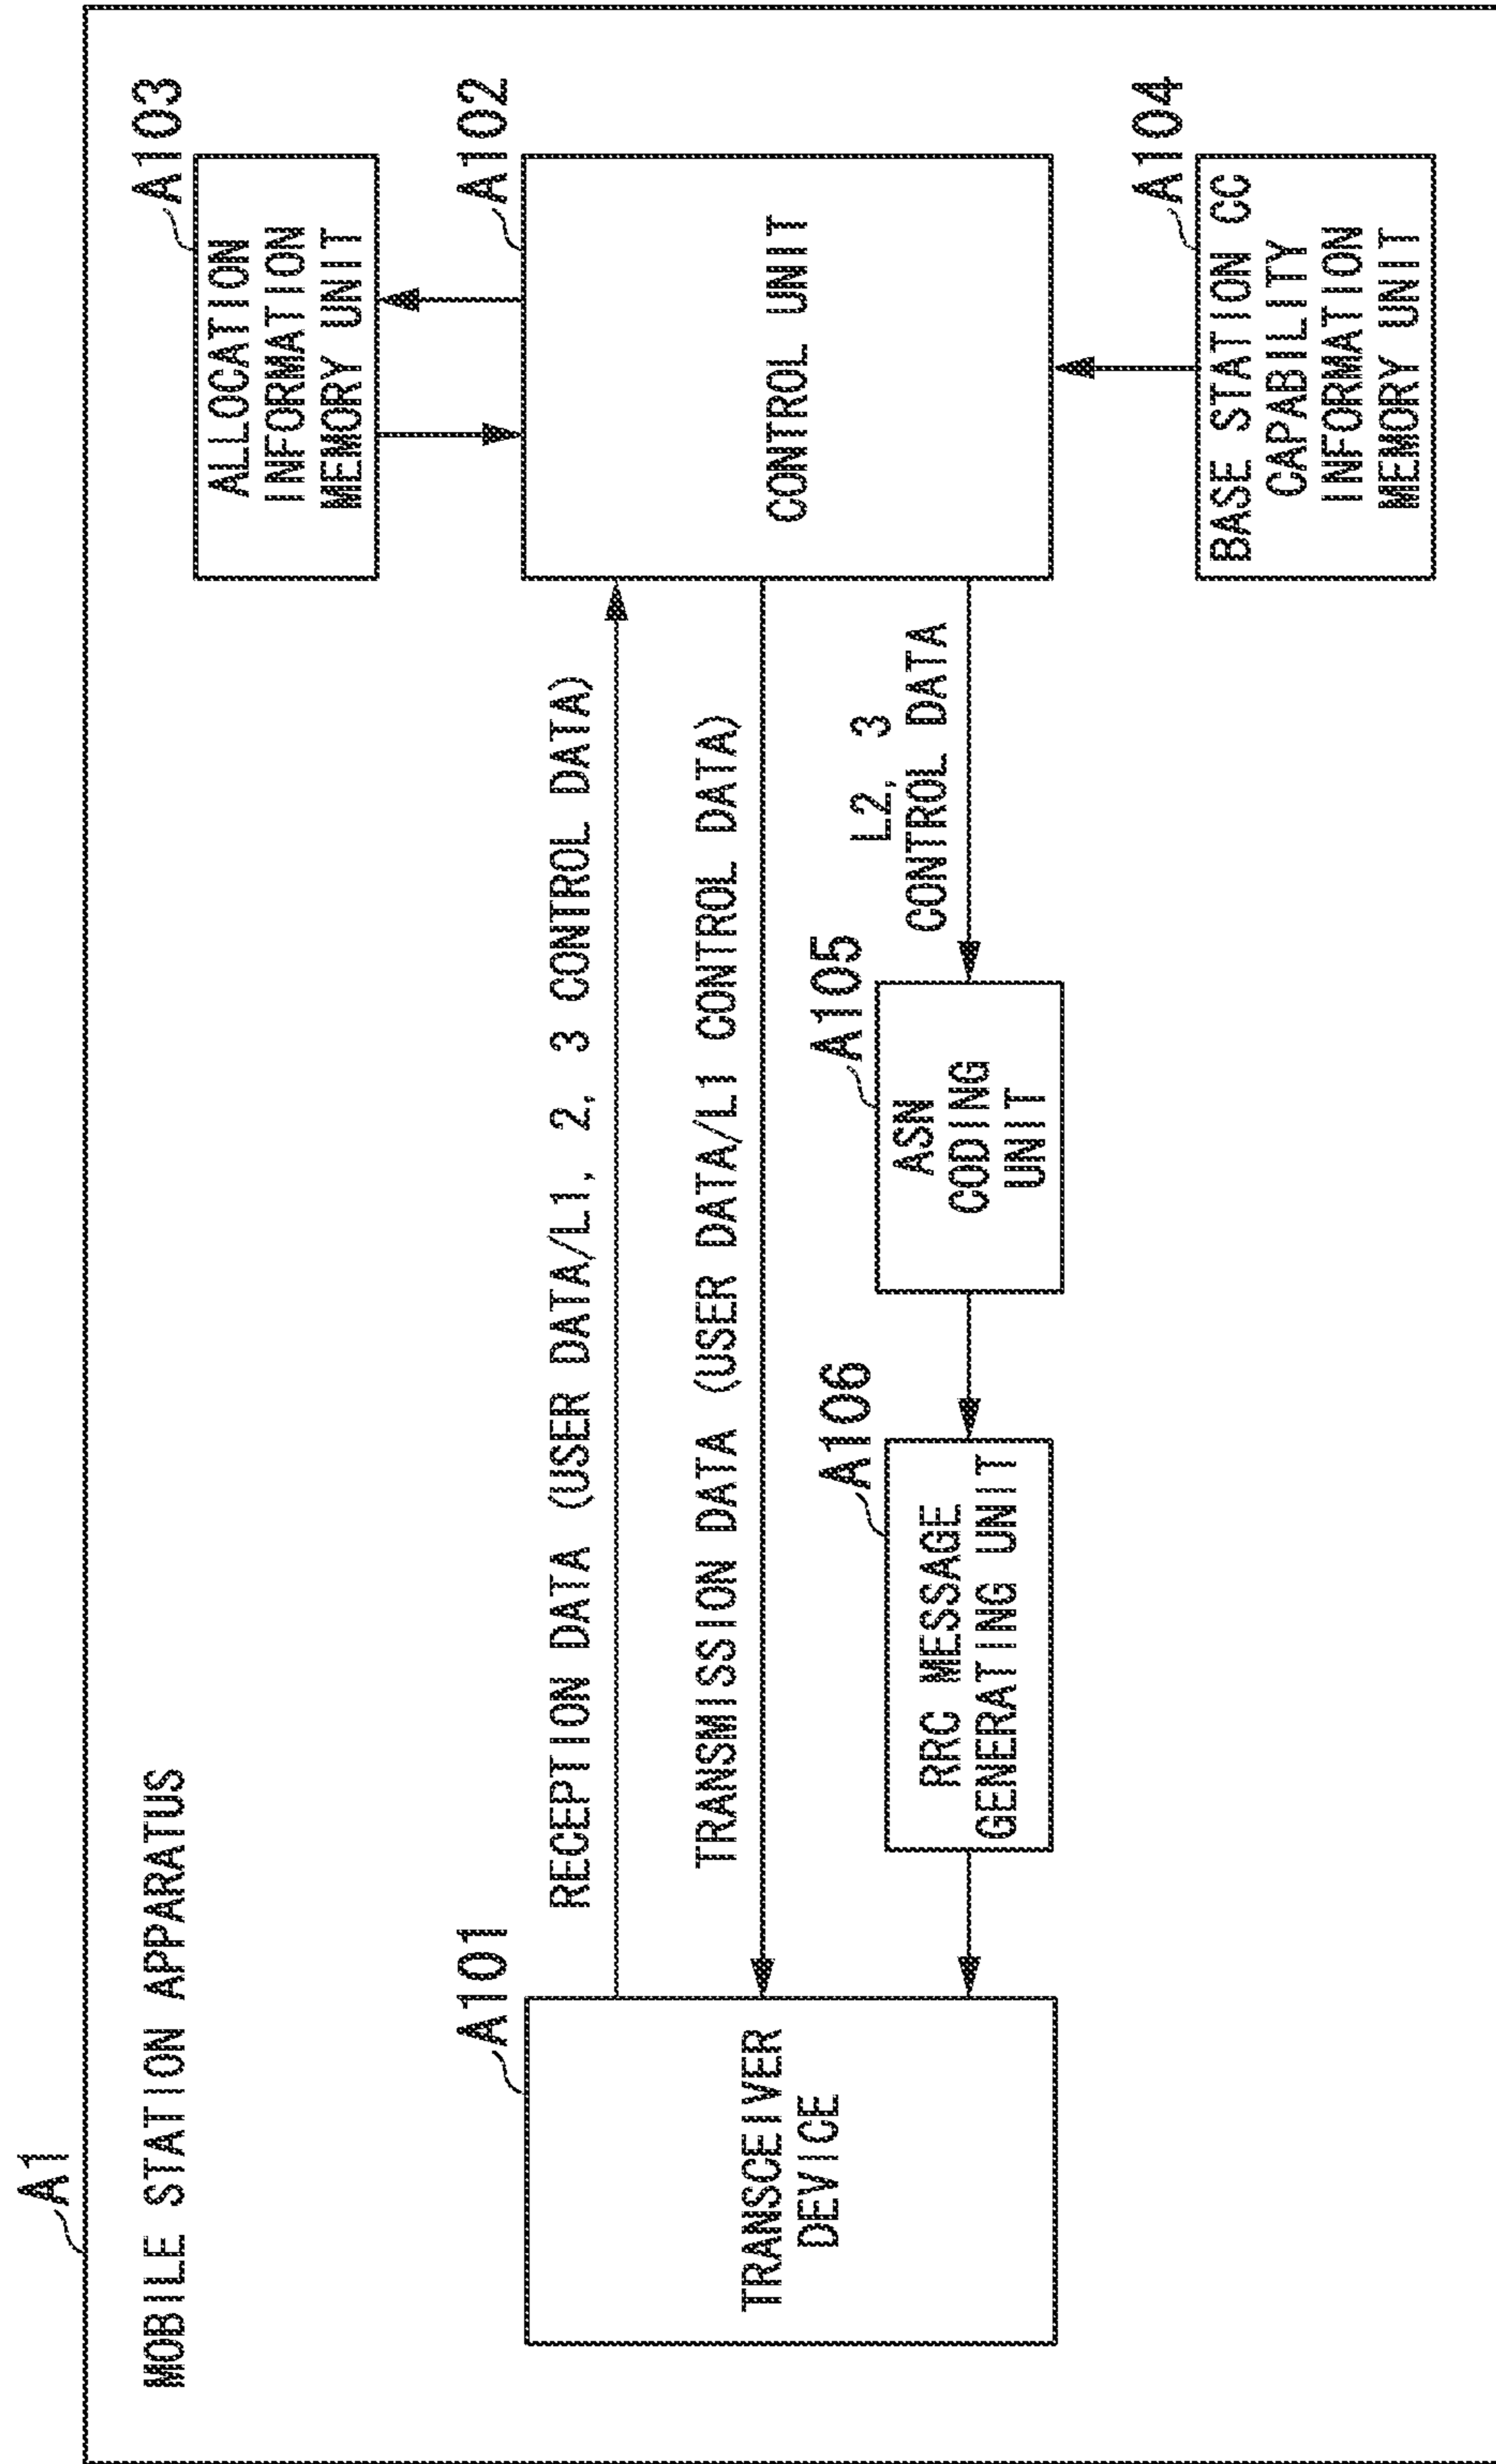 A1
MOBILE STATION APPARATUS
A103
ALLOCATION
INFORMATION
MEMORY UNIT
A101
A102
TRANSCEIVER
DEVICE
RECEPTION DATA (USER DATA/L1, 2, 3 CONTROL DATA)
TRANSMISSION DATA (USER DATA/L1 CONTROL DATA)
CONTROL UNIT
L2, 3
CONTROL DATA
A106
RRC MESSAGE
GENERATING UNIT
A105
ASN
CODING
UNIT
A104
BASE STATION CC
CAPABILITY
INFORMATION
MEMORY UNIT